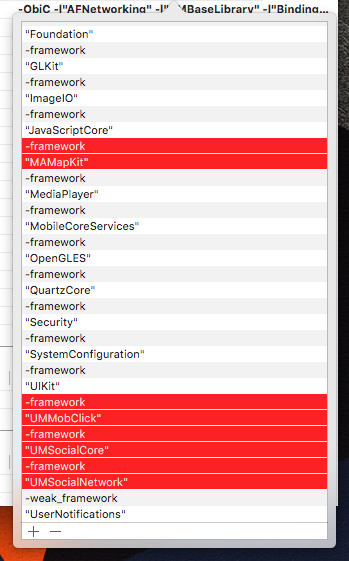 -ObjC -l"AFNetworking" -l" MBaseLibrary" -l"Binding...
"Foundation"
-framework
"GLKit"
-framework
"ImageIO"
-framework
"JavaScriptCore"
-framework
"MAMapKit"
-framework
"MediaPlayer"
-framework
"MobileCoreServices"
-framework
"OpenGLES"
-framework
"QuartzCore"
-framework
"Security"
-framework
"SystemConfiguration"
-framework
"UIKit"
-framework
"UMMobClick"
-framework
"UMSocialCore"
-framework
"UMSocialNetwork"
-weak_framework
"UserNotifications"